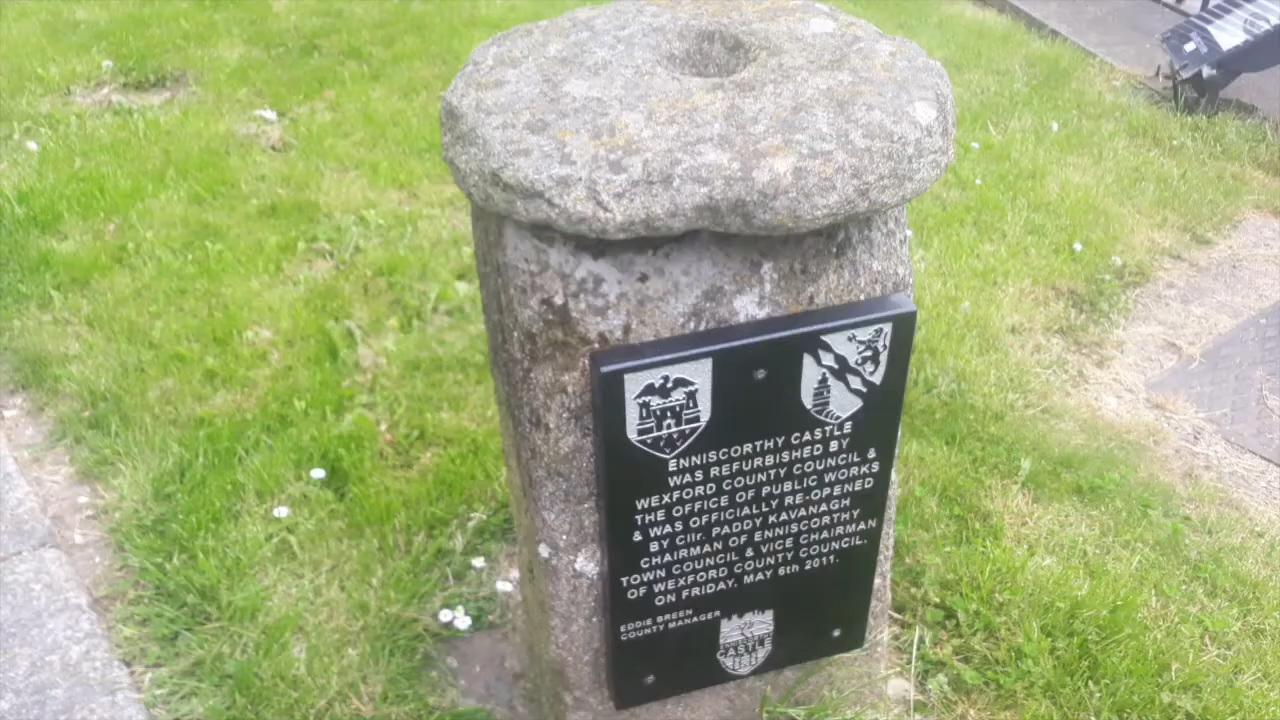 ENNISCORTHY CASTLE
WAS REFURBISHED BY
WEXFORD COUNTY COUNCIL &
THE OFFICE OF PUBLIC WORKS
& WAS OFFICIALLY RE-OPENED
BY Cllr. PADDY KAVANAGH
CHAIRMAN OF ENNISCORTHY
TOWN COUNCIL & VICE CHAIRMAN
OF WEXFORD COUNTY COUNCIL,
ON FRIDAY, MAY 6th 2011.
EDDIE BREEN
COUNTY MANAGER
ENNISCORTHY
CASTLE